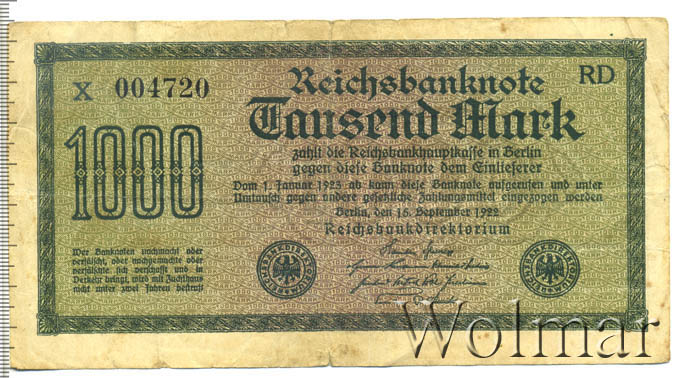 X 004720
RD
Reichsbanknote
Tausend Mark
1000
zahlt die Reichsbankhauptkasse in Berlin
gegen diese Banknote dem Einlieferer
Vom 1. Januar 1923 ab kann diese Banknote aufgerufen und unter
Umtausch gegen andere gesetzliche Zahlungsmittel eingezogen werden
Berlin, den 15. September 1922
Reichsbankdirektorium
Wer Banknoten nachmacht oder
verfälscht, oder nachgemachte oder
verfälschte sich verschafft und in
Verkehr bringt, wird mit Zuchthaus
nicht unter zwei Jahren bestraft
Wolmar